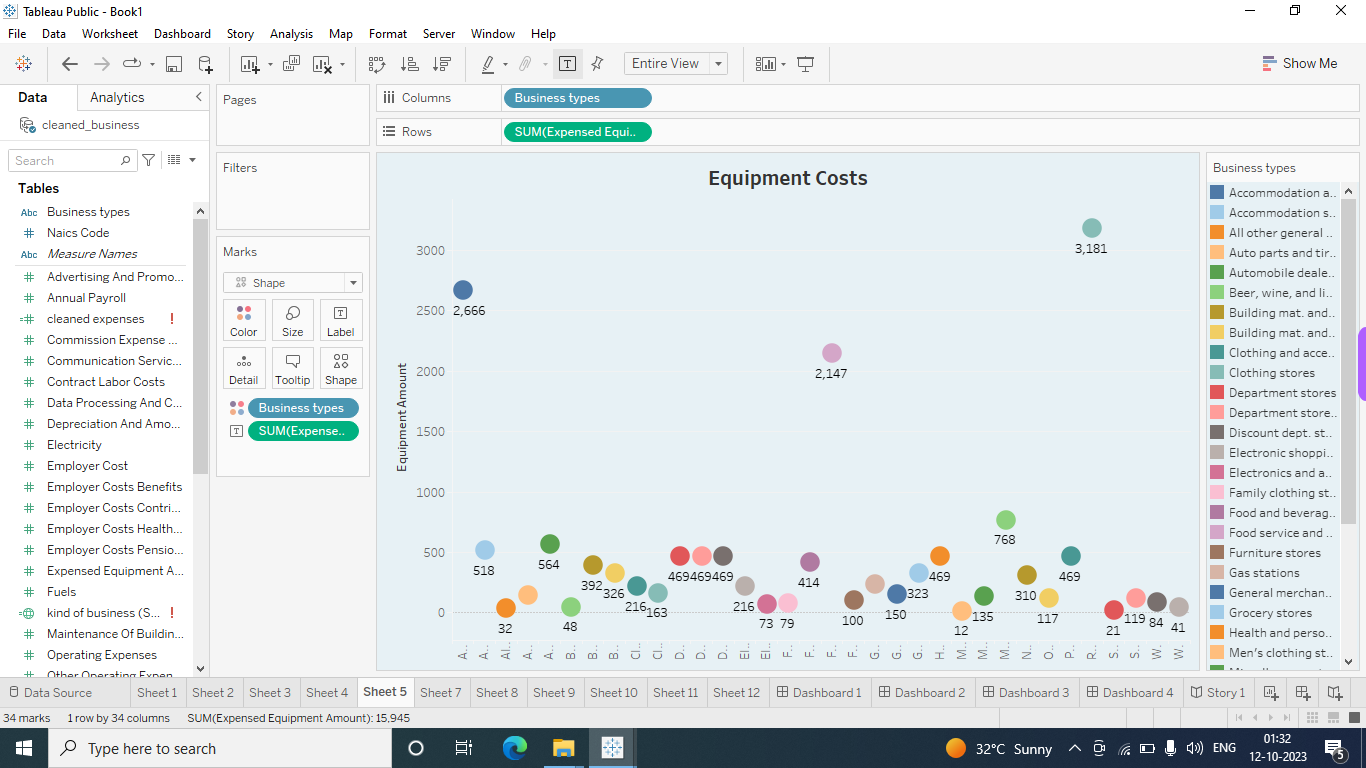 Tableau Public - Book1
File Data Worksheet Dashboard Story Analysis Map Format Server Window Help
Entire View
Show Me
Data Analytics
cleaned_business
Search
Tables
Abc Business types
Naics Code
Abc Measure Names
Advertising And Promo...
Annual Payroll
cleaned expenses
Commission Expense ...
Communication Servic...
Contract Labor Costs
Data Processing And C...
Depreciation And Amo...
Electricity
Employer Cost
Employer Costs Benefits
Employer Costs Contri...
Employer Costs Health...
Employer Costs Pensio...
Expensed Equipment A...
Fuels
kind of business (S...
Maintenance Of Buildin...
Operating Expenses
Other Operating Expen
Pages
Filters
Marks
Shape
Color Size Label
Detail Tooltip Shape
Business types
SUM(Expense..
Columns Business types
Rows SUM(Expensed Equi..
Equipment Costs
Equipment Amount
3000
2500
2000
1500
1000
500
0
3,181
2,666
2,147
768
564
518
469 469 469
469
469
414
392
326
323
310
216
216
163
150
135
119
117
100
84
79
73
48
41
32
21
12
A.. A.. Al.. A.. A.. B.. B.. B.. Cl.. Cl.. D.. D.. D.. El.. El.. F.. F.. F.. F.. G.. G.. G.. H.. M.. M.. M.. N.. O.. P.. R.. S.. S.. W.. W..
Business types
Accommodation a..
Accommodation s..
All other general ..
Auto parts and tir..
Automobile deale..
Beer, wine, and li..
Building mat. and..
Building mat. and..
Clothing and acce..
Clothing stores
Department stores
Department store..
Discount dept. st..
Electronic shoppi..
Electronics and a..
Family clothing st..
Food and beverag..
Food service and ..
Furniture stores
Gas stations
General merchan..
Grocery stores
Health and perso..
Men's clothing st..
Data Source Sheet 1 Sheet 2 Sheet 3 Sheet 4 Sheet 5 Sheet 7 Sheet 8 Sheet 9 Sheet 10 Sheet 11 Sheet 12 Dashboard 1 Dashboard 2 Dashboard 3 Dashboard 4 Story 1
34 marks 1 row by 34 columns SUM(Expensed Equipment Amount): 15,945
Type here to search
32°C Sunny
ENG
01:32
12-10-2023
5